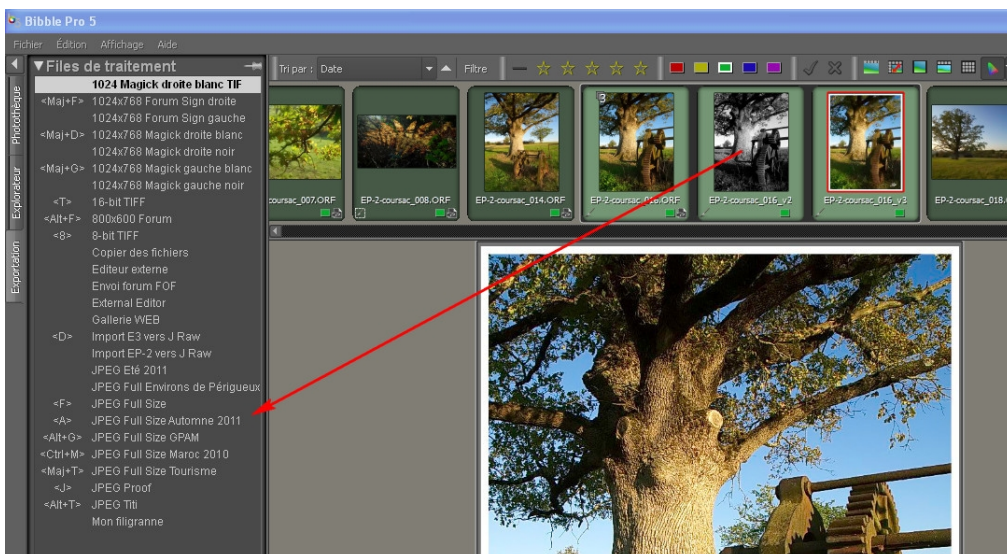 Bibble Pro 5
Fichier Édition Affichage Aide
Files de traitement
Tri par : Date
Filtre
Photothèque
Explorateur
Exportation
1024 Magick droite blanc TIF
<Maj+F> 1024x768 Forum Sign droite
1024x768 Forum Sign gauche
<Maj+D> 1024x768 Magick droite blanc
1024x768 Magick droite noir
<Maj+G> 1024x768 Magick gauche blanc
1024x768 Magick gauche noir
<T> 16-bit TIFF
<Alt+F> 800x600 Forum
<8> 8-bit TIFF
Copier des fichiers
Editeur externe
Envoi forum FOF
External Editor
Gallerie WEB
<D> Import E3 vers J Raw
Import EP-2 vers J Raw
JPEG Eté 2011
JPEG Full Environs de Périgueux
<F> JPEG Full Size
<A> JPEG Full Size Automne 2011
<Alt+G> JPEG Full Size GPAM
<Ctrl+M> JPEG Full Size Maroc 2010
<Maj+T> JPEG Full Size Tourisme
<J> JPEG Proof
<Alt+T> JPEG Titi
Mon filigranne
coursac_007.ORF
EP-2-coursac_008.ORF
EP-2-coursac_014.ORF
EP-2-coursac_016.ORF
EP-2-coursac_016_v2
EP-2-coursac_016_v3
EP-2-coursac_018.